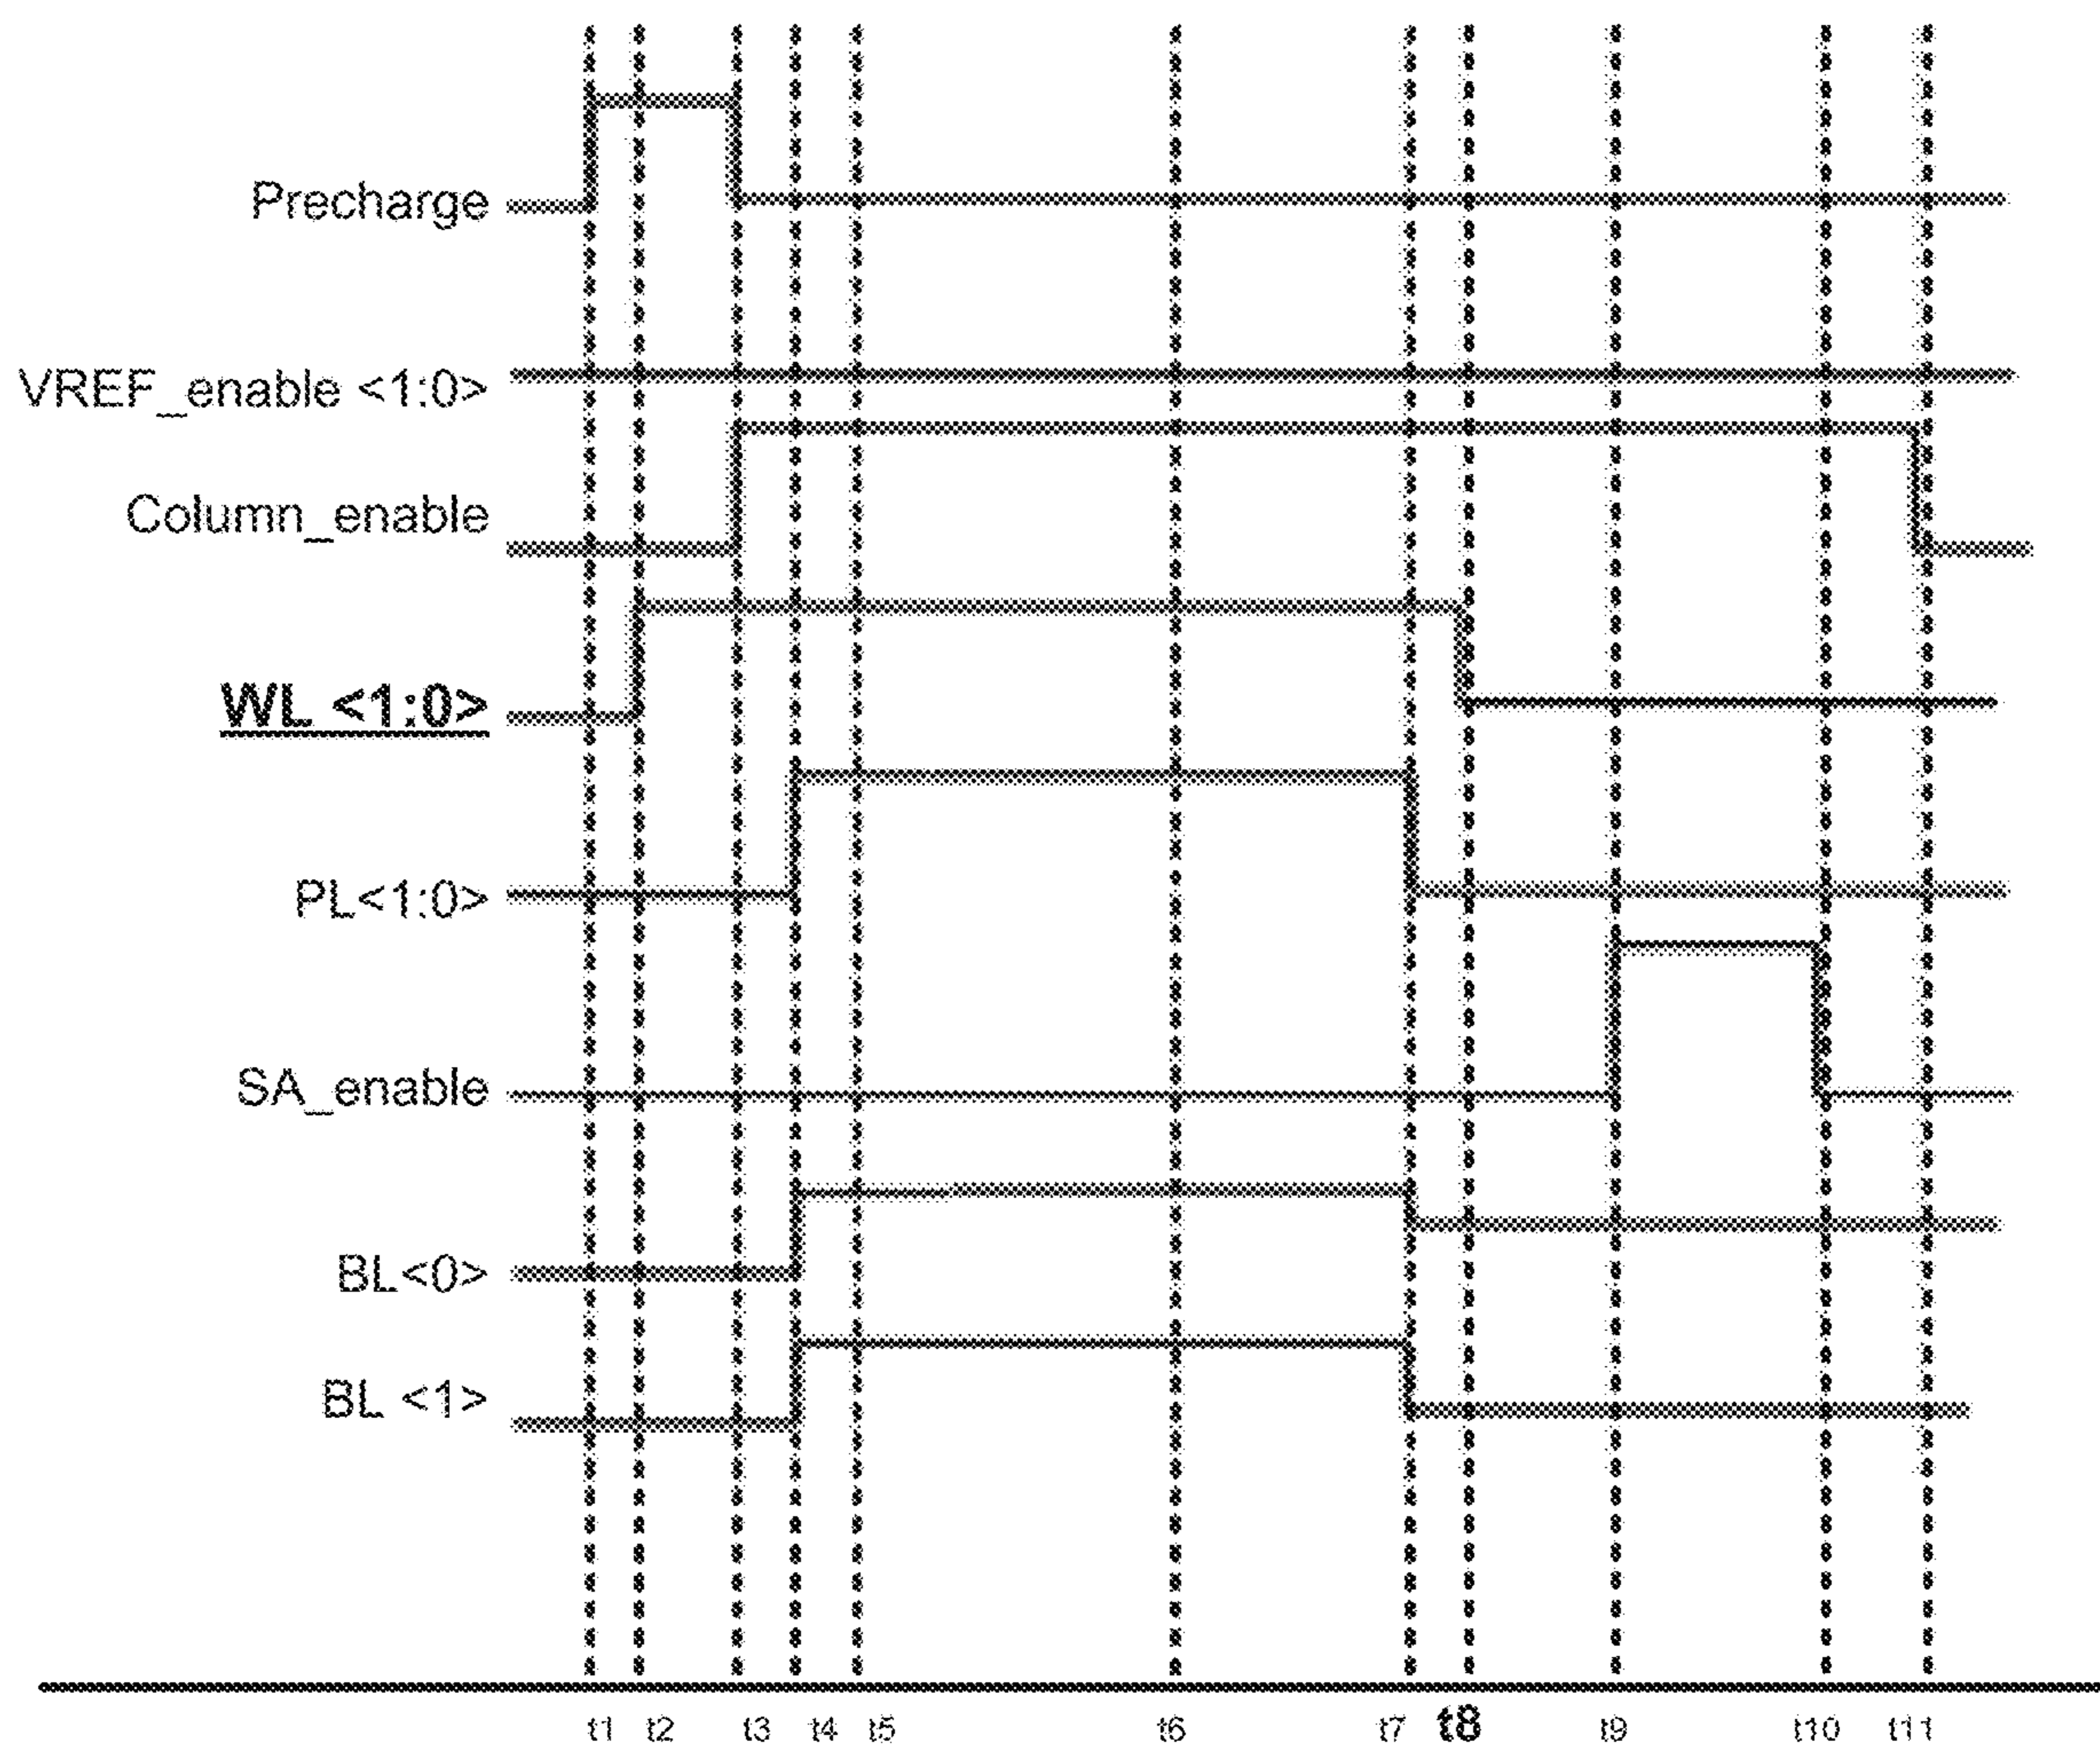 Precharge
VREF_enable <1:0>
Column_enable
WL <1:0>
PL<1:0>
SA_enable
BL<0>
BL <1>
t1 t2 t3 t4 t5 t6 t7 t8 t9 t10 t11